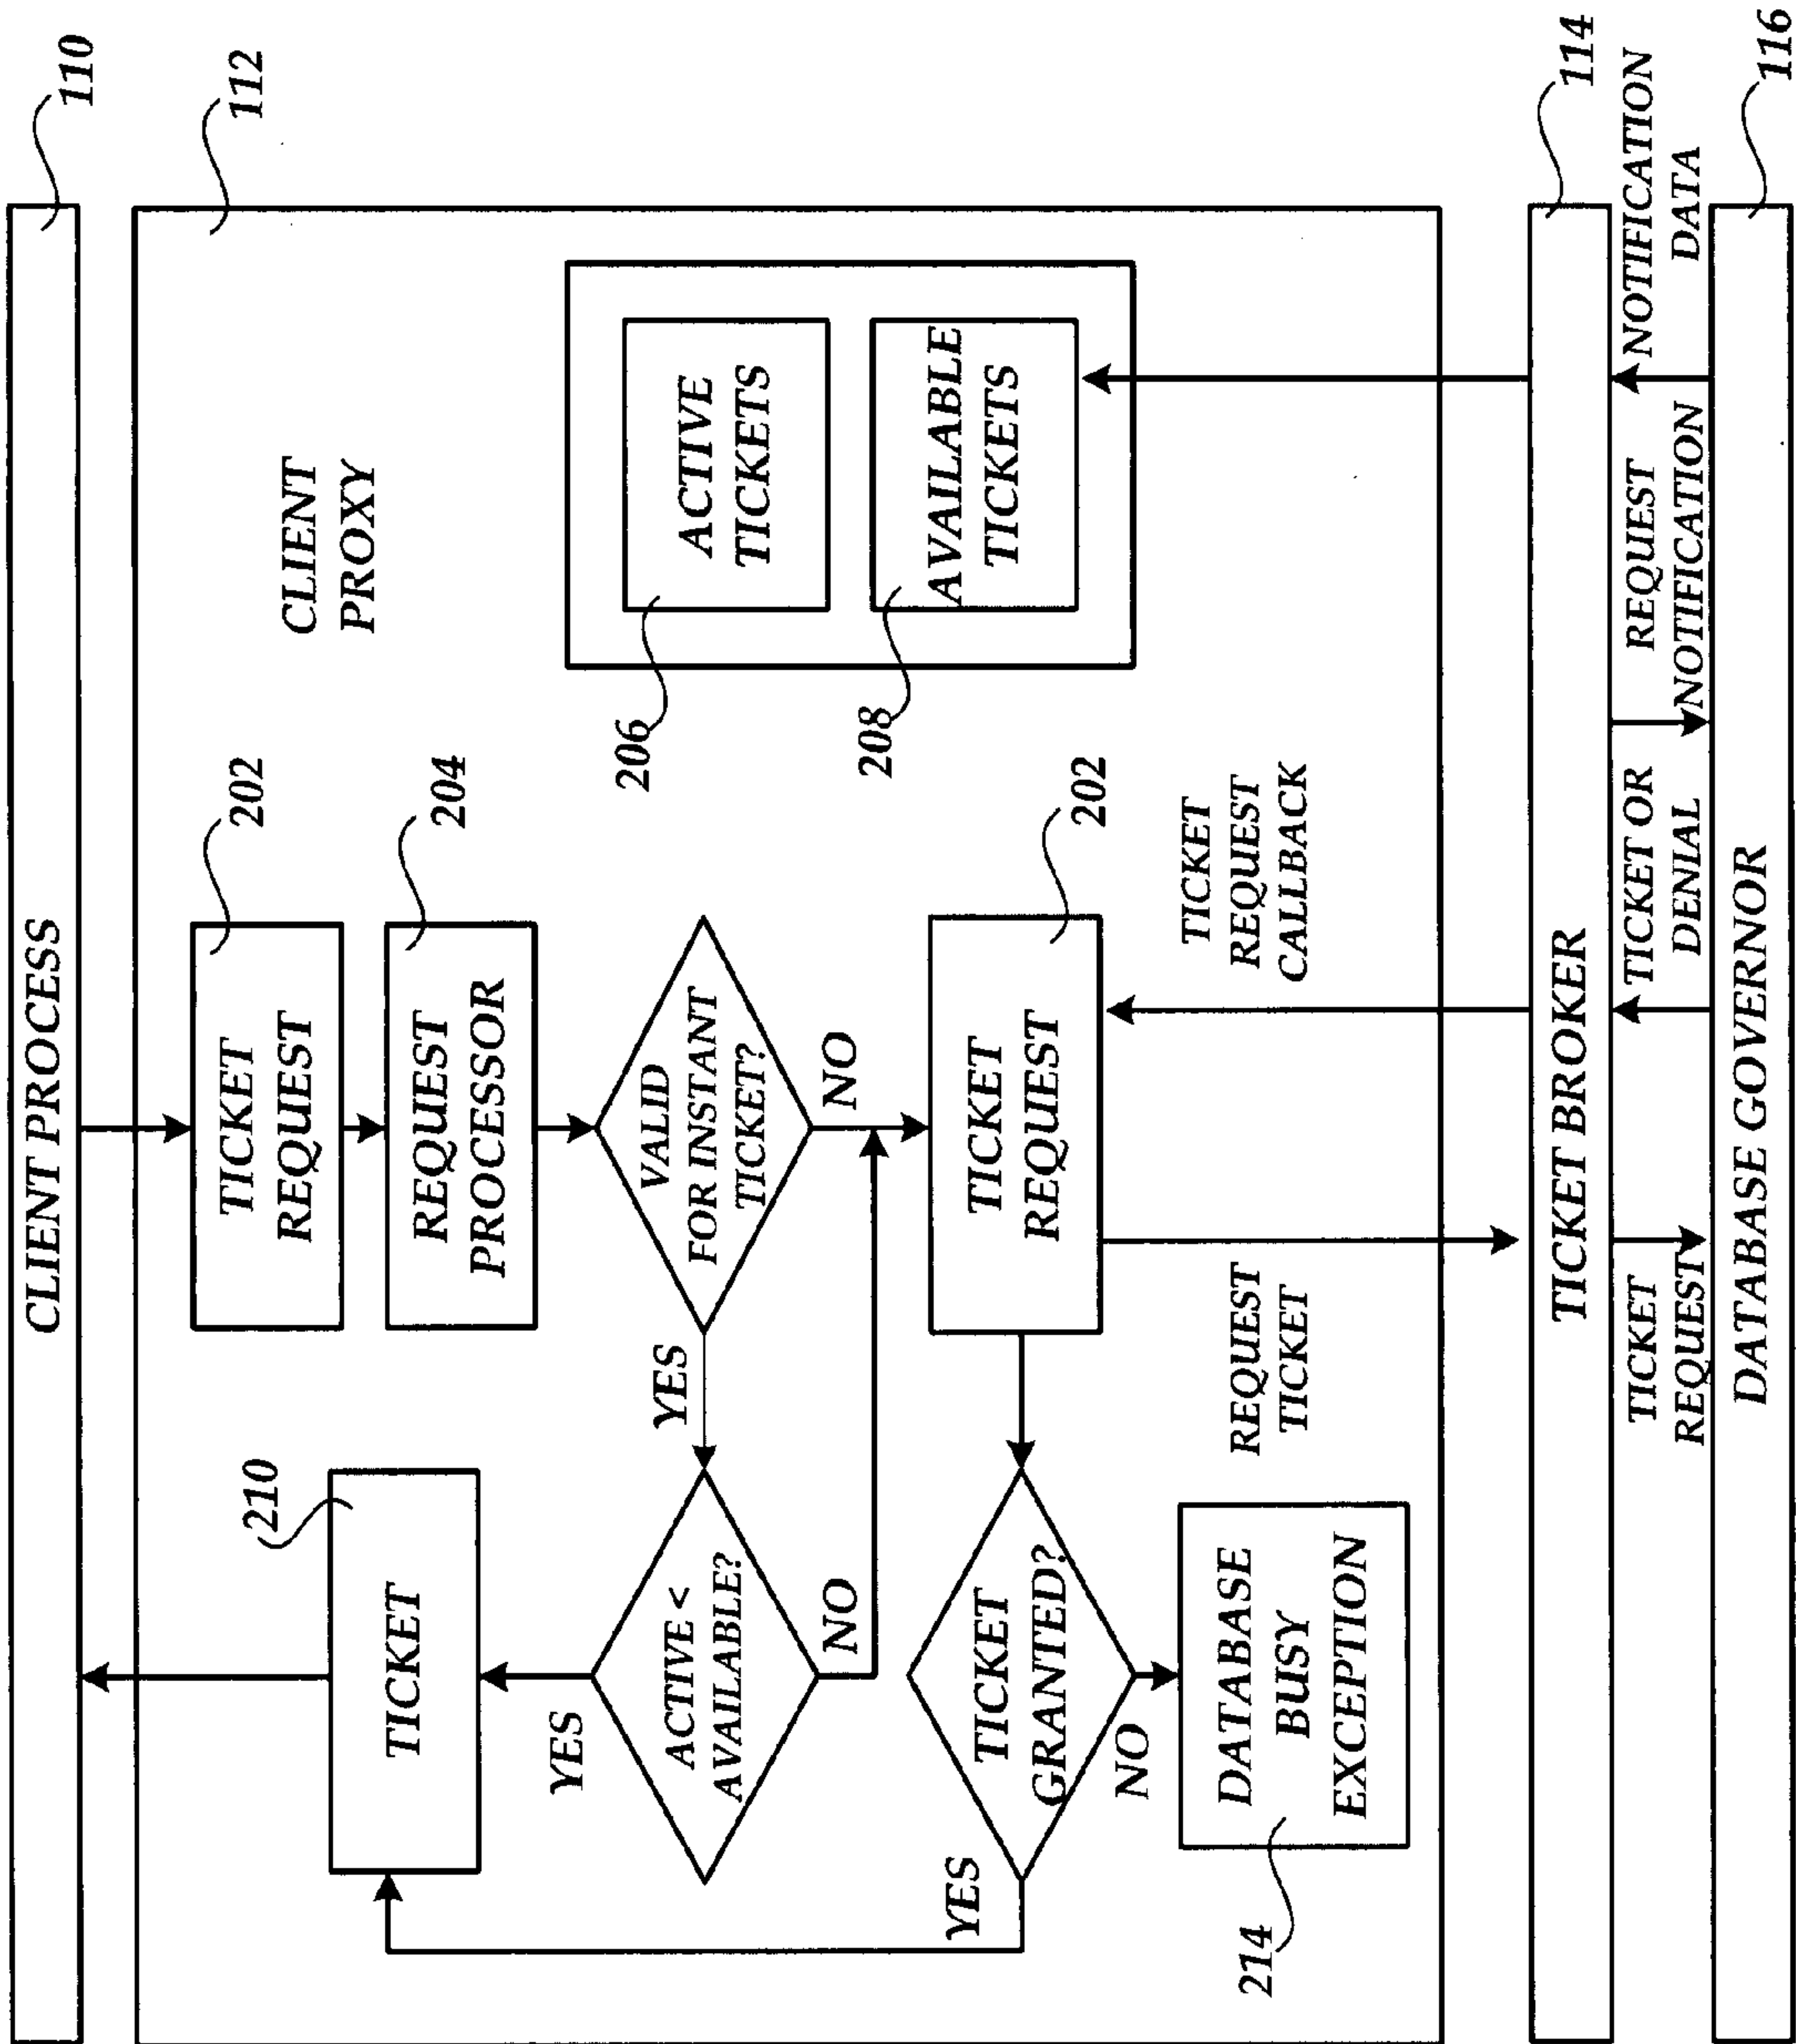 CLIENT PROCESS
110
112
CLIENT
PROXY
202
TICKET
REQUEST
204
REQUEST
PROCESSOR
210
TICKET
VALID
FOR INSTANT
TICKET?
YES
NO
ACTIVE <
AVAILABLE?
YES
NO
206
ACTIVE
TICKETS
208
AVAILABLE
TICKETS
202
TICKET
REQUEST
TICKET
GRANTED?
YES
NO
214
DATABASE
BUSY
EXCEPTION
REQUEST
TICKET
TICKET
REQUEST
CALLBACK
TICKET BROKER
114
TICKET
REQUEST
TICKET OR
DENIAL
REQUEST
NOTIFICATION
NOTIFICATION
DATA
DATABASE GOVERNOR
116